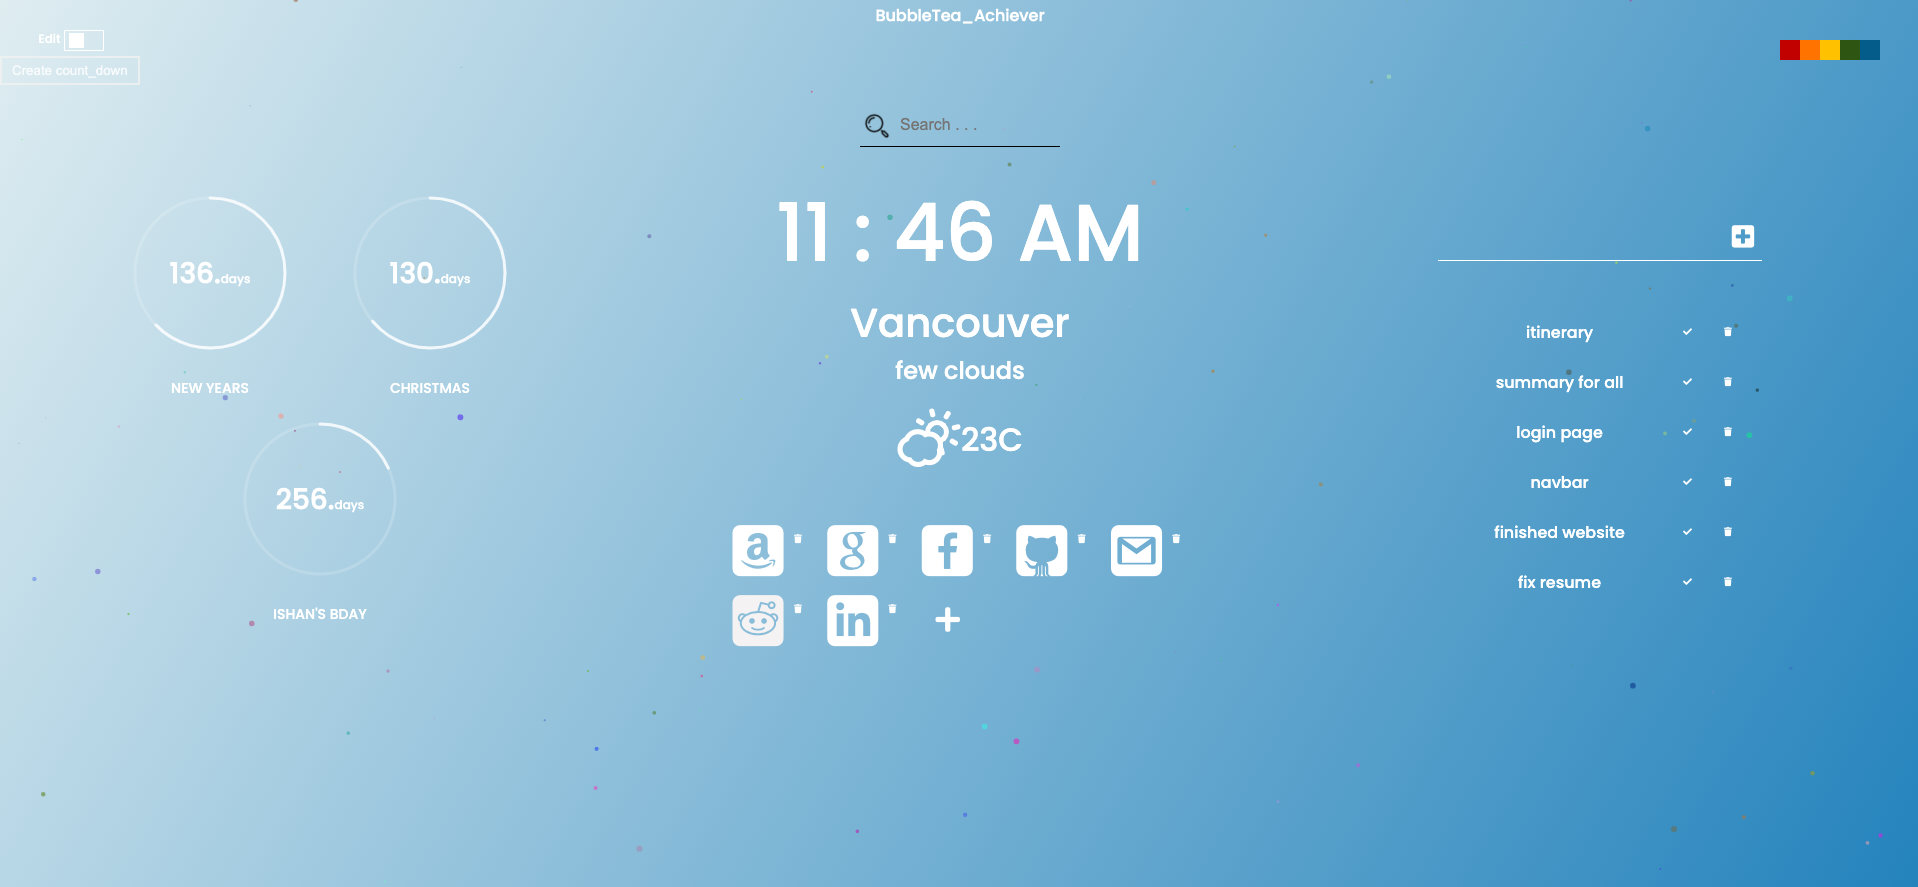 BubbleTea_Achiever
Edit
Create count_down
Search . . .
11 : 46 AM
Vancouver
few clouds
23C
136.days
NEW YEARS
130.days
CHRISTMAS
256.days
ISHAN'S BDAY
itinerary
summary for all
login page
navbar
finished website
fix resume